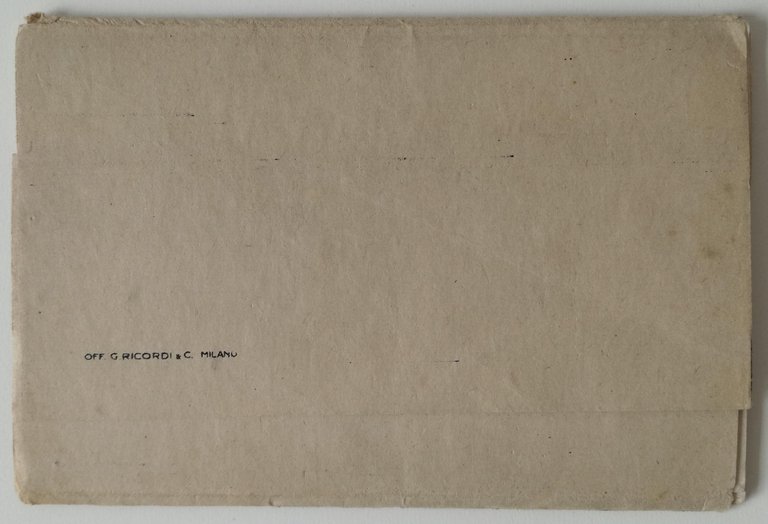 OFF. G. RICORDI & C. MILANO